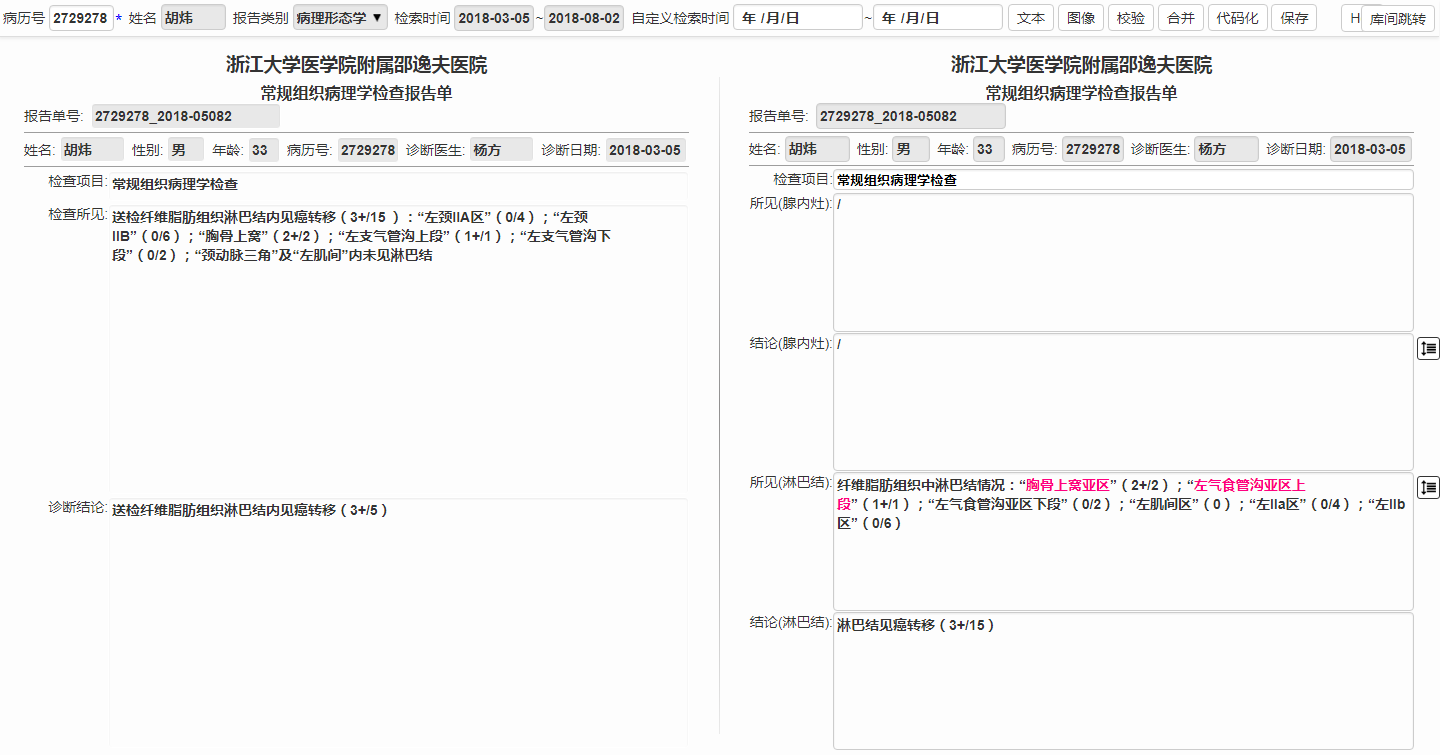 病历号 2729278 * 姓名 胡炜 报告类别 病理形态学 ▼ 检索时间 2018-03-05 ~ 2018-08-02 自定义检索时间 年 /月/日 ~ 年 /月/日 文本 图像 校验 合并 代码化 保存 H 库间跳转
浙江大学医学院附属邵逸夫医院
常规组织病理学检查报告单
报告单号: 2729278_2018-05082
姓名: 胡炜 性别: 男 年龄: 33 病历号: 2729278 诊断医生: 杨方 诊断日期: 2018-03-05
检查项目: 常规组织病理学检查
检查所见: 送检纤维脂肪组织淋巴结内见癌转移（3+/15 ）：“左颈IIA区”（0/4）；“左颈
IIB”（0/6）；“胸骨上窝”（2+/2）；“左支气管沟上段”（1+/1）；“左支气管沟下
段”（0/2）；“颈动脉三角”及“左肌间”内未见淋巴结
诊断结论: 送检纤维脂肪组织淋巴结内见癌转移（3+/5）
浙江大学医学院附属邵逸夫医院
常规组织病理学检查报告单
报告单号: 2729278_2018-05082
姓名: 胡炜 性别: 男 年龄: 33 病历号: 2729278 诊断医生: 杨方 诊断日期: 2018-03-05
检查项目: 常规组织病理学检查
所见(腺内灶): /
结论(腺内灶): /
所见(淋巴结): 纤维脂肪组织中淋巴结情况：“胸骨上窝亚区”（2+/2）；“左气食管沟亚区上
段”（1+/1）；“左气食管沟亚区下段”（0/2）；“左肌间区”（0）；“左IIa区”（0/4）；“左IIb
区”（0/6）
结论(淋巴结): 淋巴结见癌转移（3+/15）